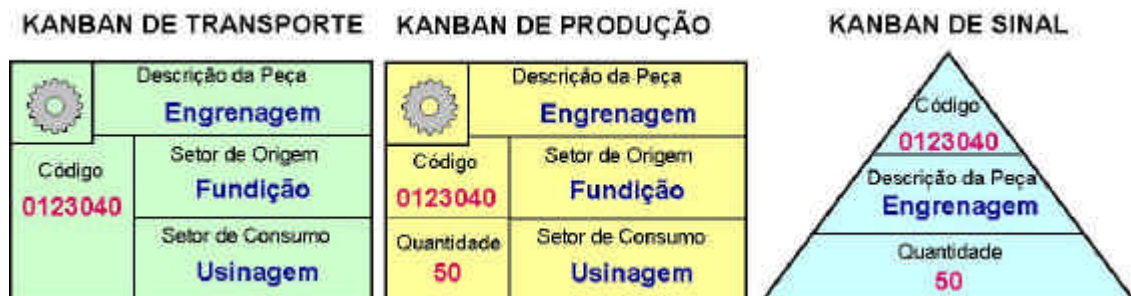 KANBAN DE TRANSPORTE
Descrição da Peça
Engrenagem
Código
0123040
Setor de Origem
Fundição
Setor de Consumo
Usinagem
KANBAN DE PRODUÇÃO
Descrição da Peça
Engrenagem
Código
0123040
Setor de Origem
Fundição
Quantidade
50
Setor de Consumo
Usinagem
KANBAN DE SINAL
Código
0123040
Descrição da Peça
Engrenagem
Quantidade
50